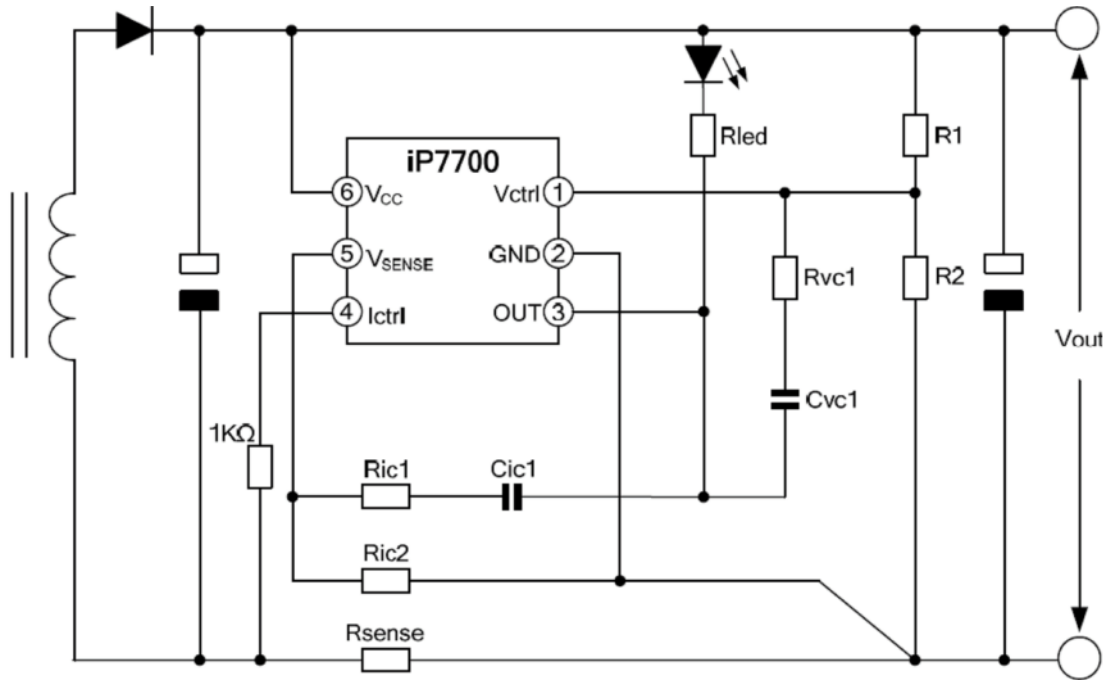 Rled
R1
iP7700
6 VCC
Vctrl 1
5 VSENSE
GND 2
Rvc1
R2
4 Ictrl
OUT 3
Vout
Cvc1
1KΩ
Ric1
Cic1
Ric2
Rsense